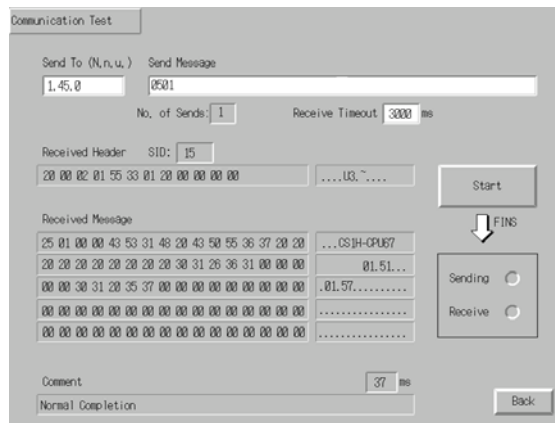 Communication Test
Send To (N,n,u,) Send Message
1.45.0 0501
No. of Sends: 1 Receive Timeout 3000 ms
Received Header SID: 15
20 00 02 01 55 33 01 20 00 00 00 00 ....U3.~....
Start
FINS
Received Message
25 01 00 00 43 53 31 48 20 43 50 55 36 37 20 20 ...CS1H-CPU67
20 20 20 20 20 20 20 20 30 31 26 36 31 00 00 00 01.51...
00 00 30 31 20 35 37 00 00 00 00 00 00 00 00 00 .01.57..........
00 00 00 00 00 00 00 00 00 00 00 00 00 00 00 00 ................
00 00 00 00 00 00 00 00 00 00 00 00 00 00 00 00 ................
Sending
Receive
Comment 37 ms
Normal Completion
Back